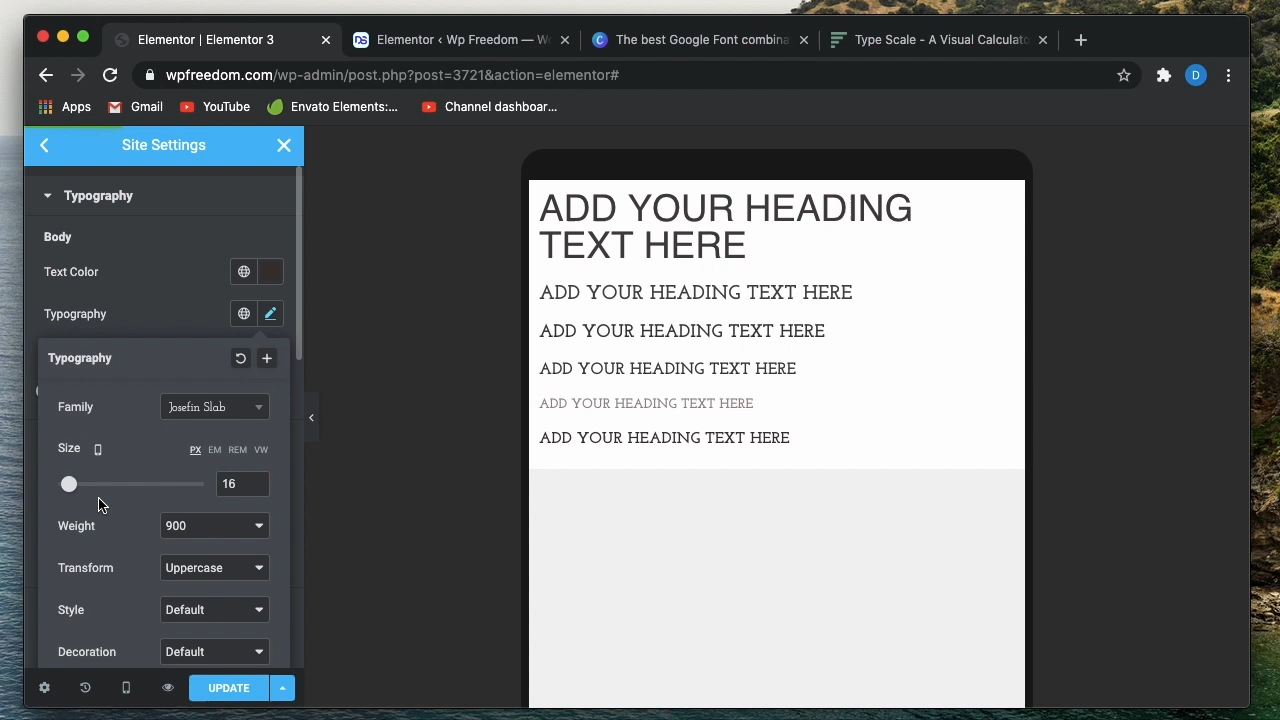 Elementor | Elementor 3
Elementor ‹ Wp Freedom — Wo
The best Google Font combina
Type Scale - A Visual Calculato
wpfreedom.com/wp-admin/post.php?post=3721&action=elementor#
D
Apps
Gmail
YouTube
Envato Elements:...
Channel dashboar...
Site Settings
Typography
Body
Text Color
Typography
Typography
Family
Josefin Slab
Size
PX EM REM VW
16
Weight
900
Transform
Uppercase
Style
Default
Decoration
Default
UPDATE
ADD YOUR HEADING
TEXT HERE
ADD YOUR HEADING TEXT HERE
ADD YOUR HEADING TEXT HERE
ADD YOUR HEADING TEXT HERE
ADD YOUR HEADING TEXT HERE
ADD YOUR HEADING TEXT HERE